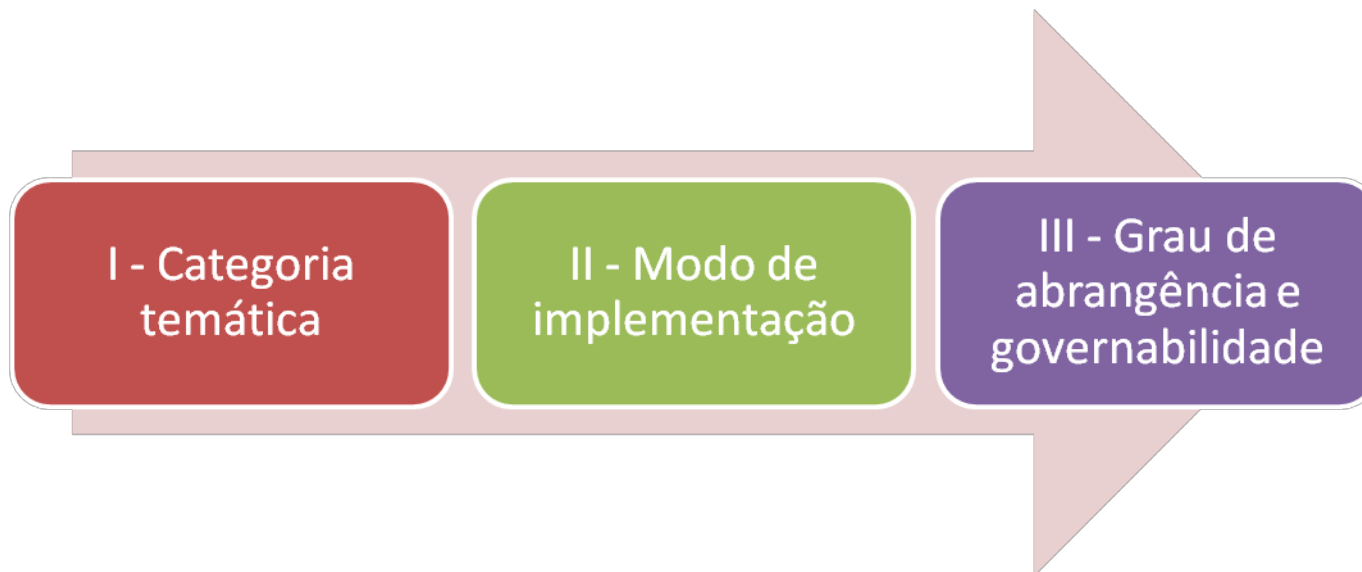 I - Categoria
temática
II - Modo de
implementação
III - Grau de
abrangência e
governabilidade